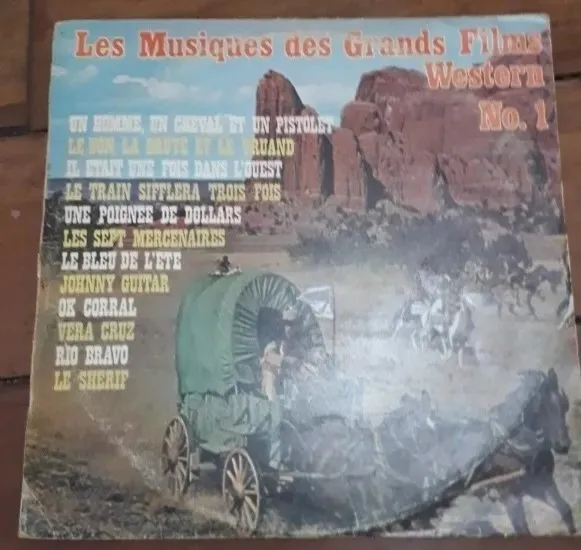 Les Musiques des Grands Films
Western
No. 1
UN HOMME, UN CHEVAL ET UN PISTOLET
LE BON LA BRUTE ET LE TRUAND
IL ETAIT UNE FOIS DANS L'OUEST
LE TRAIN SIFFLERA TROIS FOIS
UNE POIGNEE DE DOLLARS
LES SEPT MERCENAIRES
LE BLEU DE L'ETE
JOHNNY GUITAR
OK CORRAL
VERA CRUZ
RIO BRAVO
LE SHERIF